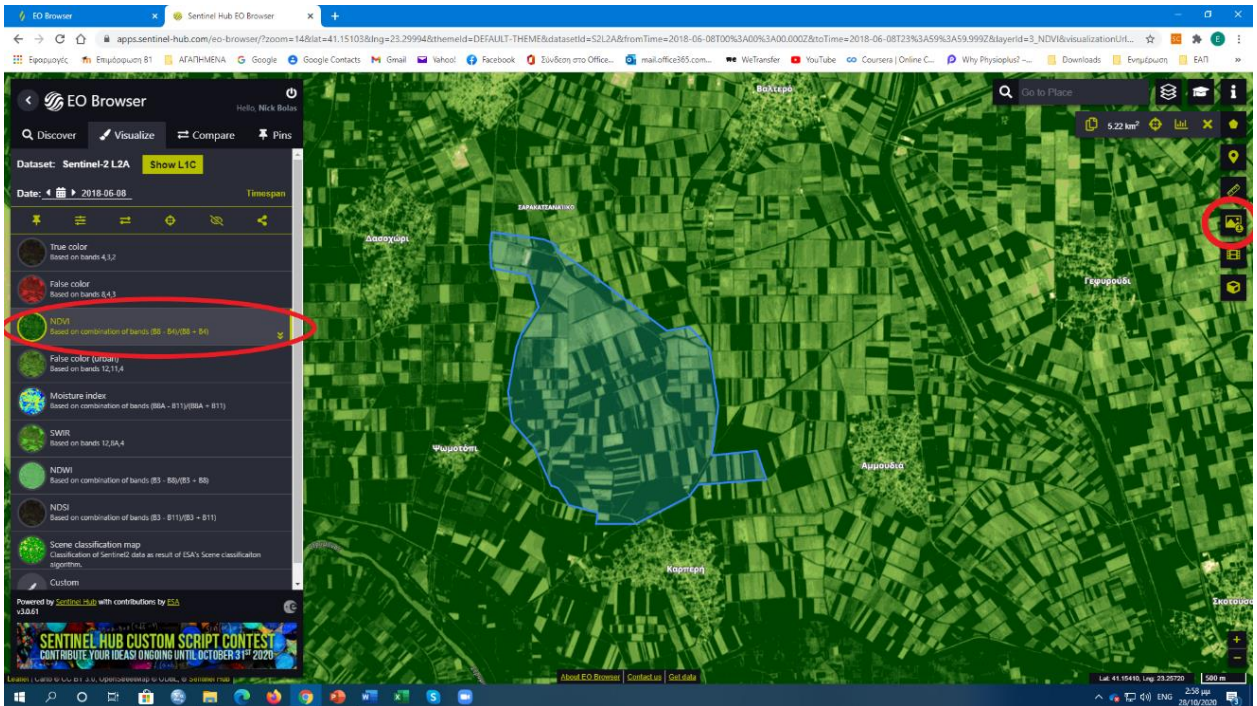 EO Browser
Sentinel Hub EO Browser
apps.sentinel-hub.com/eo-browser/?zoom=14&lat=41.15103&lng=23.29994&themeId=DEFAULT-THEME&datasetId=S2L2A&fromTime=2018-06-08T00%3A00%3A00.000Z&toTime=2018-06-08T23%3A59%3A59.999Z&layerId=3_NDVI&visualizationUrl...
Εφαρμογές
Επιμόρφωση B1
ΑΓΑΠΗΜΕΝΑ
Google
Google Contacts
Gmail
Yahoo!
Facebook
Σύνδεση στο Office...
mail.office365.com...
WeTransfer
YouTube
Coursera | Online C...
Why Physioplus? –...
Downloads
Ενημέρωση
ΕΑΠ
»
EO Browser
Hello, Nick Bolas
Discover
Visualize
Compare
Pins
Dataset: Sentinel-2 L2A
Show L1C
Date: 2018-06-08
Timespan
True color
Based on bands 4,3,2
False color
Based on bands 8,4,3
NDVI
Based on combination of bands (B8 - B4)/(B8 + B4)
False color (urban)
Based on bands 12,11,4
Moisture index
Based on combination of bands (B8A - B11)/(B8A + B11)
SWIR
Based on bands 12,8A,4
NDWI
Based on combination of bands (B3 - B8)/(B3 + B8)
NDSI
Based on combination of bands (B3 - B11)/(B3 + B11)
Scene classification map
Classification of Sentinel2 data as result of ESA's Scene classificaiton
algorithm.
Custom
Powered by Sentinel Hub with contributions by ESA
v3.0.61
SENTINEL HUB CUSTOM SCRIPT CONTEST
CONTRIBUTE YOUR IDEAS! ONGOING UNTIL OCTOBER 31ST 2020
Go to Place
5.22 km²
Βαλτερό
ΣΑΡΑΚΑΤΣΑΝΑΤΙΚΟ
Δασοχώρι
Γεφυρούδι
Ψωμοτόπι
Αμμουδιά
Καρπερή
Σκοτούσσ
About EO Browser
Contact us
Get data
Lat: 41.15410, Lng: 23.25720
500 m
ENG
2:58 μμ
28/10/2020